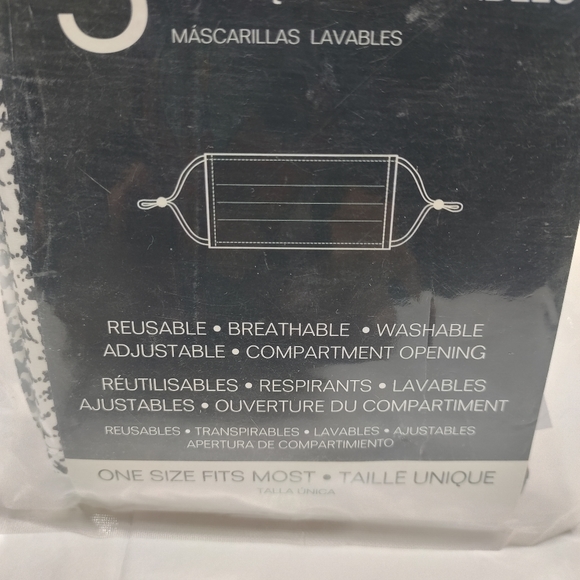 MÁSCARILLAS LAVABLES
REUSABLE • BREATHABLE • WASHABLE
ADJUSTABLE • COMPARTMENT OPENING
RÉUTILISABLES • RESPIRANTS • LAVABLES
AJUSTABLES • OUVERTURE DU COMPARTIMENT
REUSABLES • TRANSPIRABLES • LAVABLES • AJUSTABLES
APERTURA DE COMPARTIMIENTO
ONE SIZE FITS MOST • TAILLE UNIQUE
TALLA ÚNICA